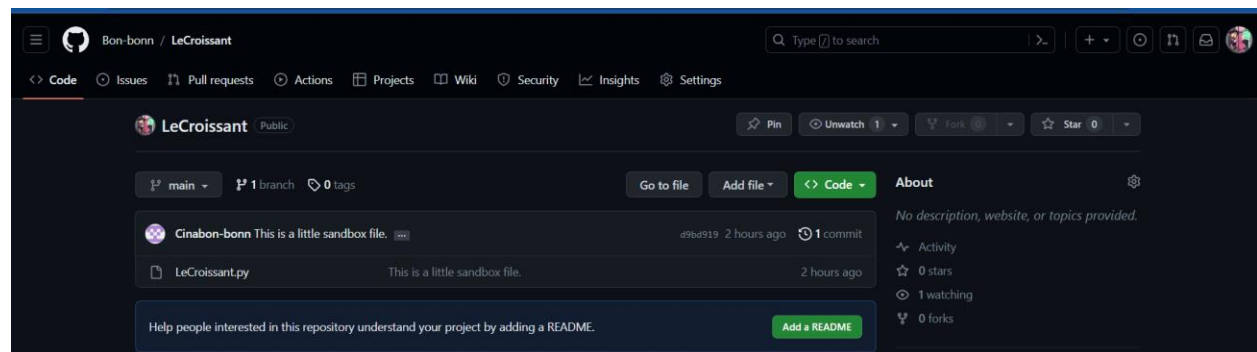 Bon-bonn / LeCroissant Type / to search >_ +
<> Code Issues Pull requests Actions Projects Wiki Security Insights Settings
LeCroissant Public Pin Unwatch 1 Fork 0 Star 0
main 1 branch 0 tags Go to file Add file <> Code
Cinabon-bonn This is a little sandbox file. ... d9bd919 2 hours ago 1 commit
LeCroissant.py This is a little sandbox file. 2 hours ago
Help people interested in this repository understand your project by adding a README. Add a README
About
No description, website, or topics provided.
Activity
0 stars
1 watching
0 forks